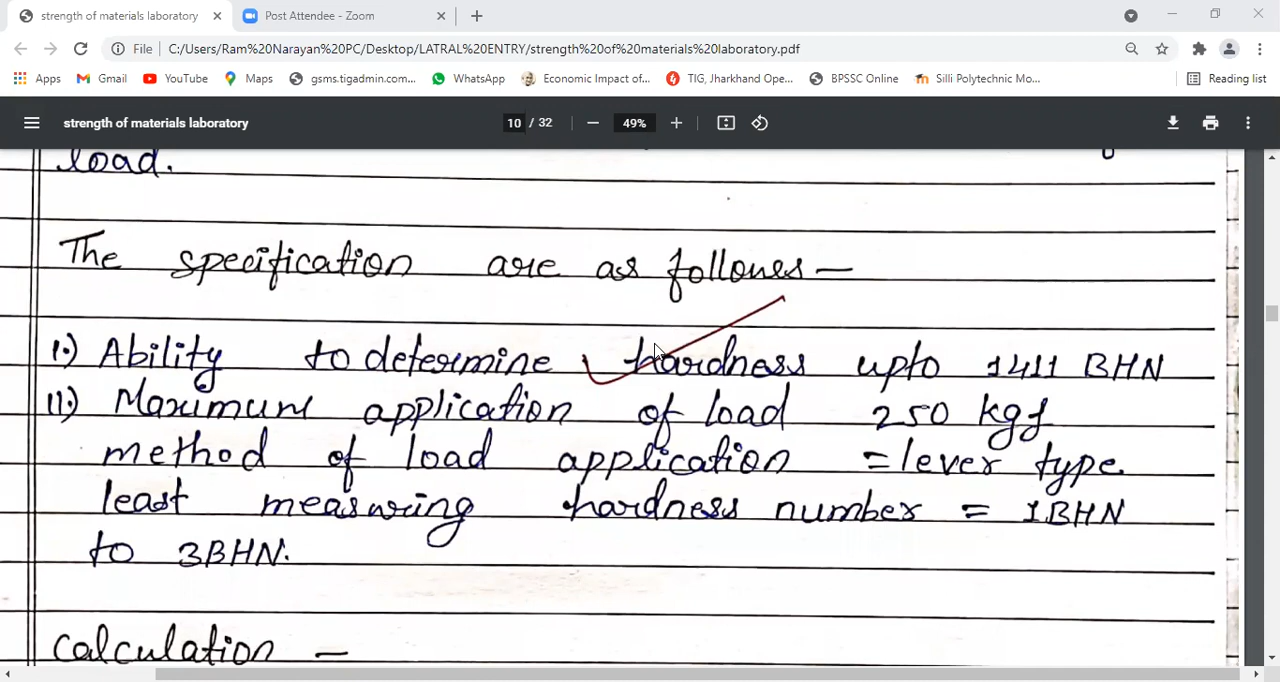 strength of materials laboratory
Post Attendee - Zoom
File
C:/Users/Ram%20Narayan%20PC/Desktop/LATRAL%20ENTRY/strength%20of%20materials%20laboratory.pdf
Apps
Gmail
YouTube
Maps
gsms.tigadmin.com...
WhatsApp
Economic Impact of...
TIG, Jharkhand Ope...
BPSSC Online
Silli Polytechnic Mo...
Reading list
strength of materials laboratory
10 / 32
49%
load.
The specification are as follows —
1.) Ability to determine hardness upto 1411 BHN
11) Maximum application of load 250 kgf
method of load application = lever type
least measuring hardness number = 1BHN
to 3BHN.
calculation —